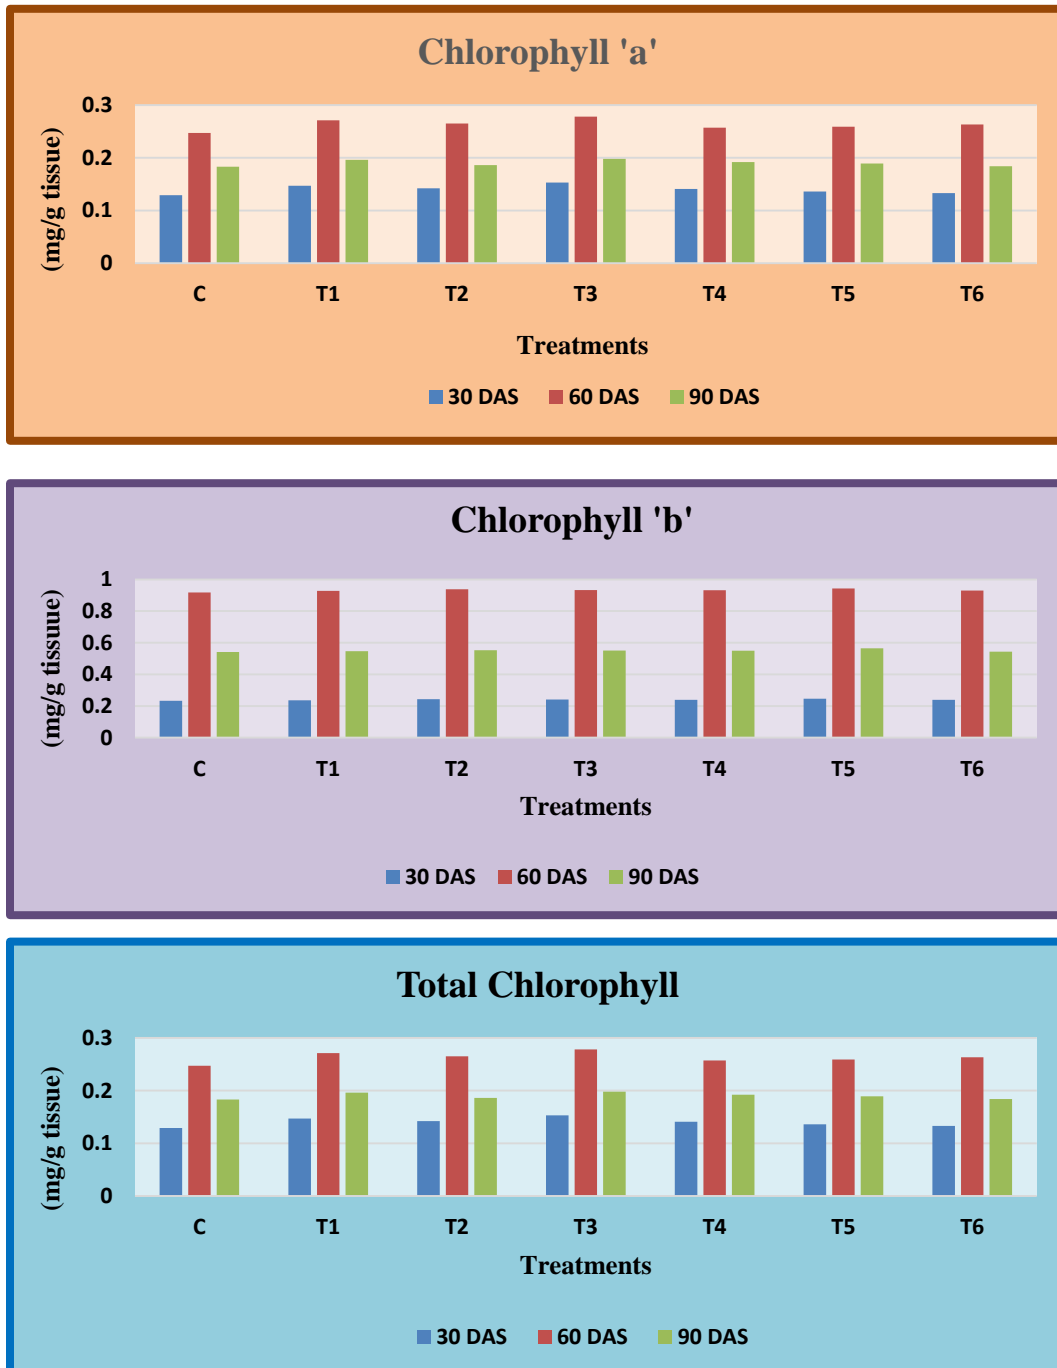 Chlorophyll 'a'
(mg/g tissue)
0.3
0.2
0.1
0
C T1 T2 T3 T4 T5 T6
Treatments
30 DAS 60 DAS 90 DAS
Chlorophyll 'b'
(mg/g tissuue)
1
0.8
0.6
0.4
0.2
0
C T1 T2 T3 T4 T5 T6
Treatments
30 DAS 60 DAS 90 DAS
Total Chlorophyll
(mg/g tissue)
0.3
0.2
0.1
0
C T1 T2 T3 T4 T5 T6
Treatments
30 DAS 60 DAS 90 DAS